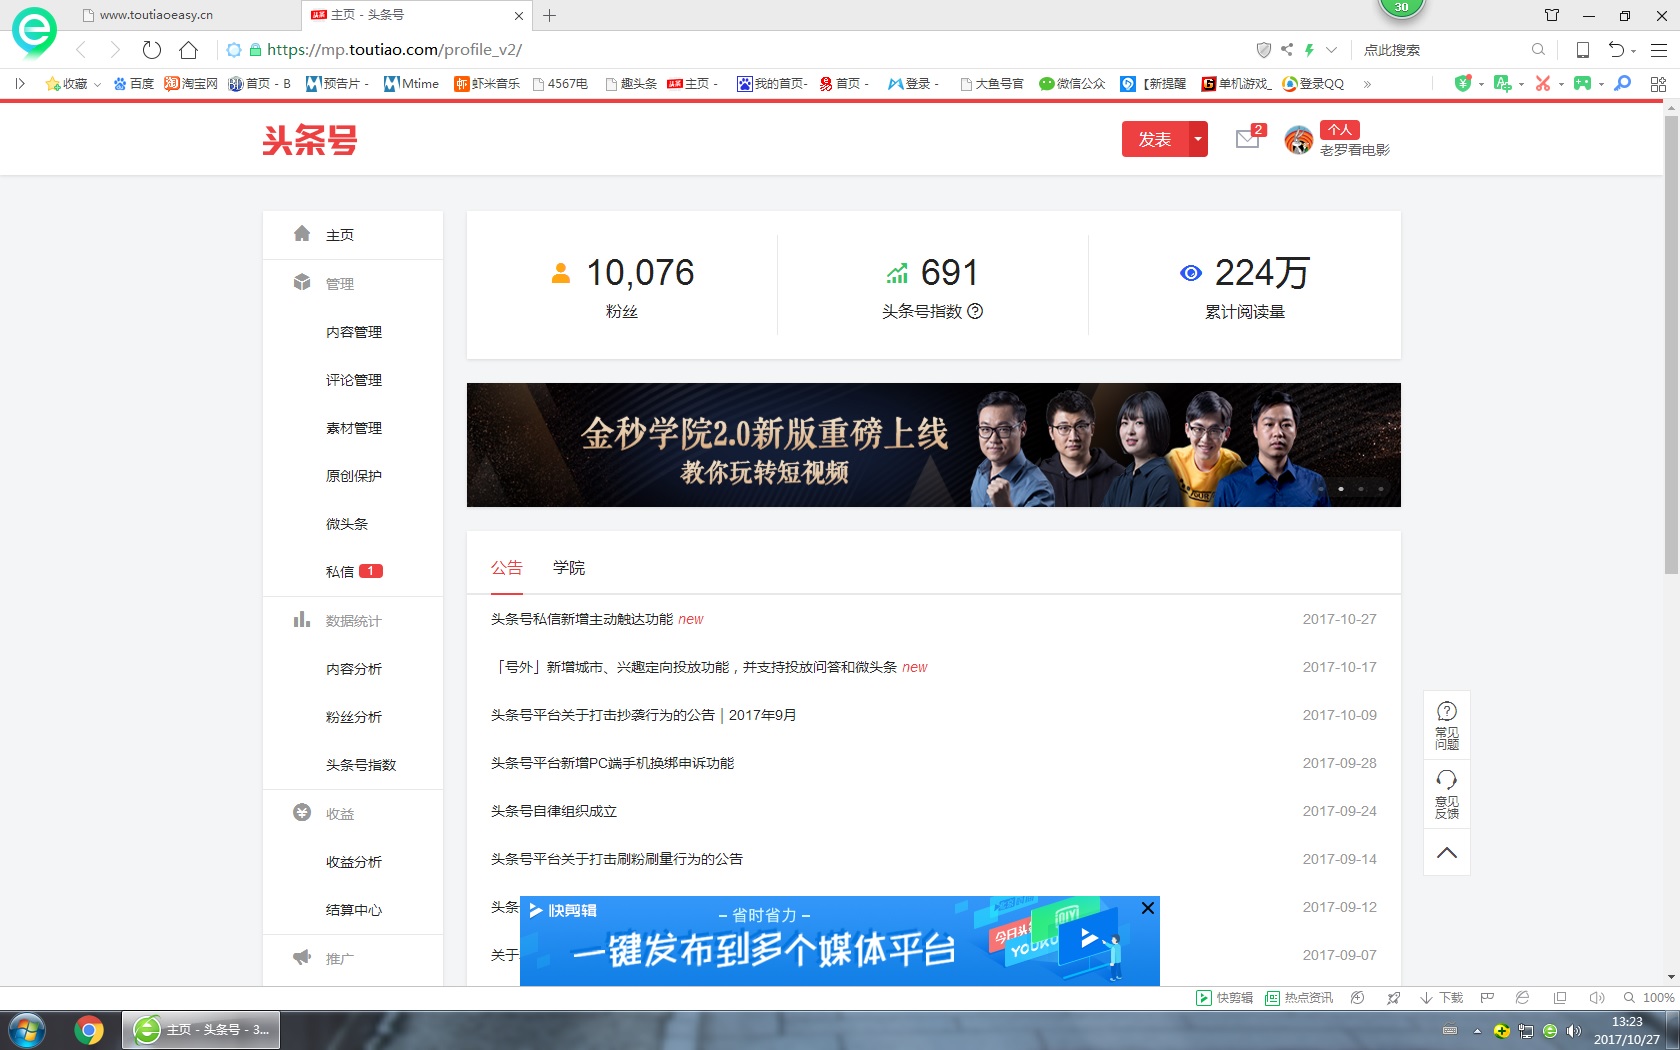 30
www.toutiaoeasy.cn
头条 主页 - 头条号
https://mp.toutiao.com/profile_v2/
点此搜索
收藏 百度 淘宝网 首页 - B 预告片 - Mtime 虾米音乐 4567电 趣头条 主页 - 我的首页- 首页 - 登录 - 大鱼号官 微信公众 【新提醒 单机游戏_ 登录QQ »
头条号
发表
2
个人
老罗看电影
主页
管理
内容管理
评论管理
素材管理
原创保护
微头条
私信 1
数据统计
内容分析
粉丝分析
头条号指数
收益
收益分析
结算中心
推广
10,076
粉丝
691
头条号指数
224万
累计阅读量
金秒学院2.0新版重磅上线
教你玩转短视频
公告 学院
头条号私信新增主动触达功能 new 2017-10-27
「号外」新增城市、兴趣定向投放功能，并支持投放问答和微头条 new 2017-10-17
头条号平台关于打击抄袭行为的公告 | 2017年9月 2017-10-09
头条号平台新增PC端手机换绑申诉功能 2017-09-28
头条号自律组织成立 2017-09-24
头条号平台关于打击刷粉刷量行为的公告 2017-09-14
头条 2017-09-12
关于 2017-09-07
快剪辑
– 省时省力 –
一键发布到多个媒体平台
今日头条
YOUKU
QIYI
常见
问题
意见
反馈
快剪辑 热点资讯 下载 100%
主页 - 头条号 - 3...
13:23
2017/10/27